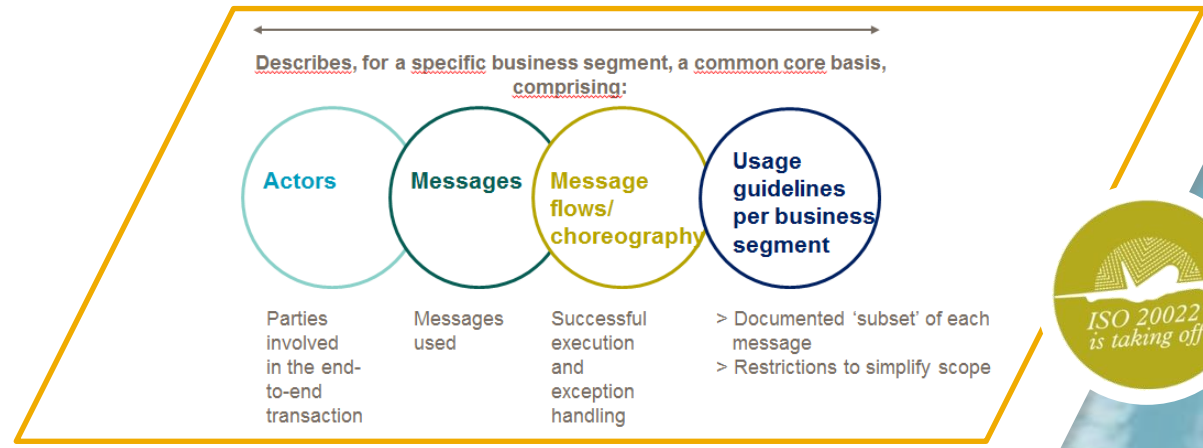 Describes, for a specific business segment, a common core basis,
comprising:
Actors
Messages
Message
flows/
choreography
Usage
guidelines
per business
segment
Parties
involved
in the end-
to-end
transaction
Messages
used
Successful
execution
and
exception
handling
> Documented ‘subset’ of each
message
> Restrictions to simplify scope
ISO 20022
is taking off